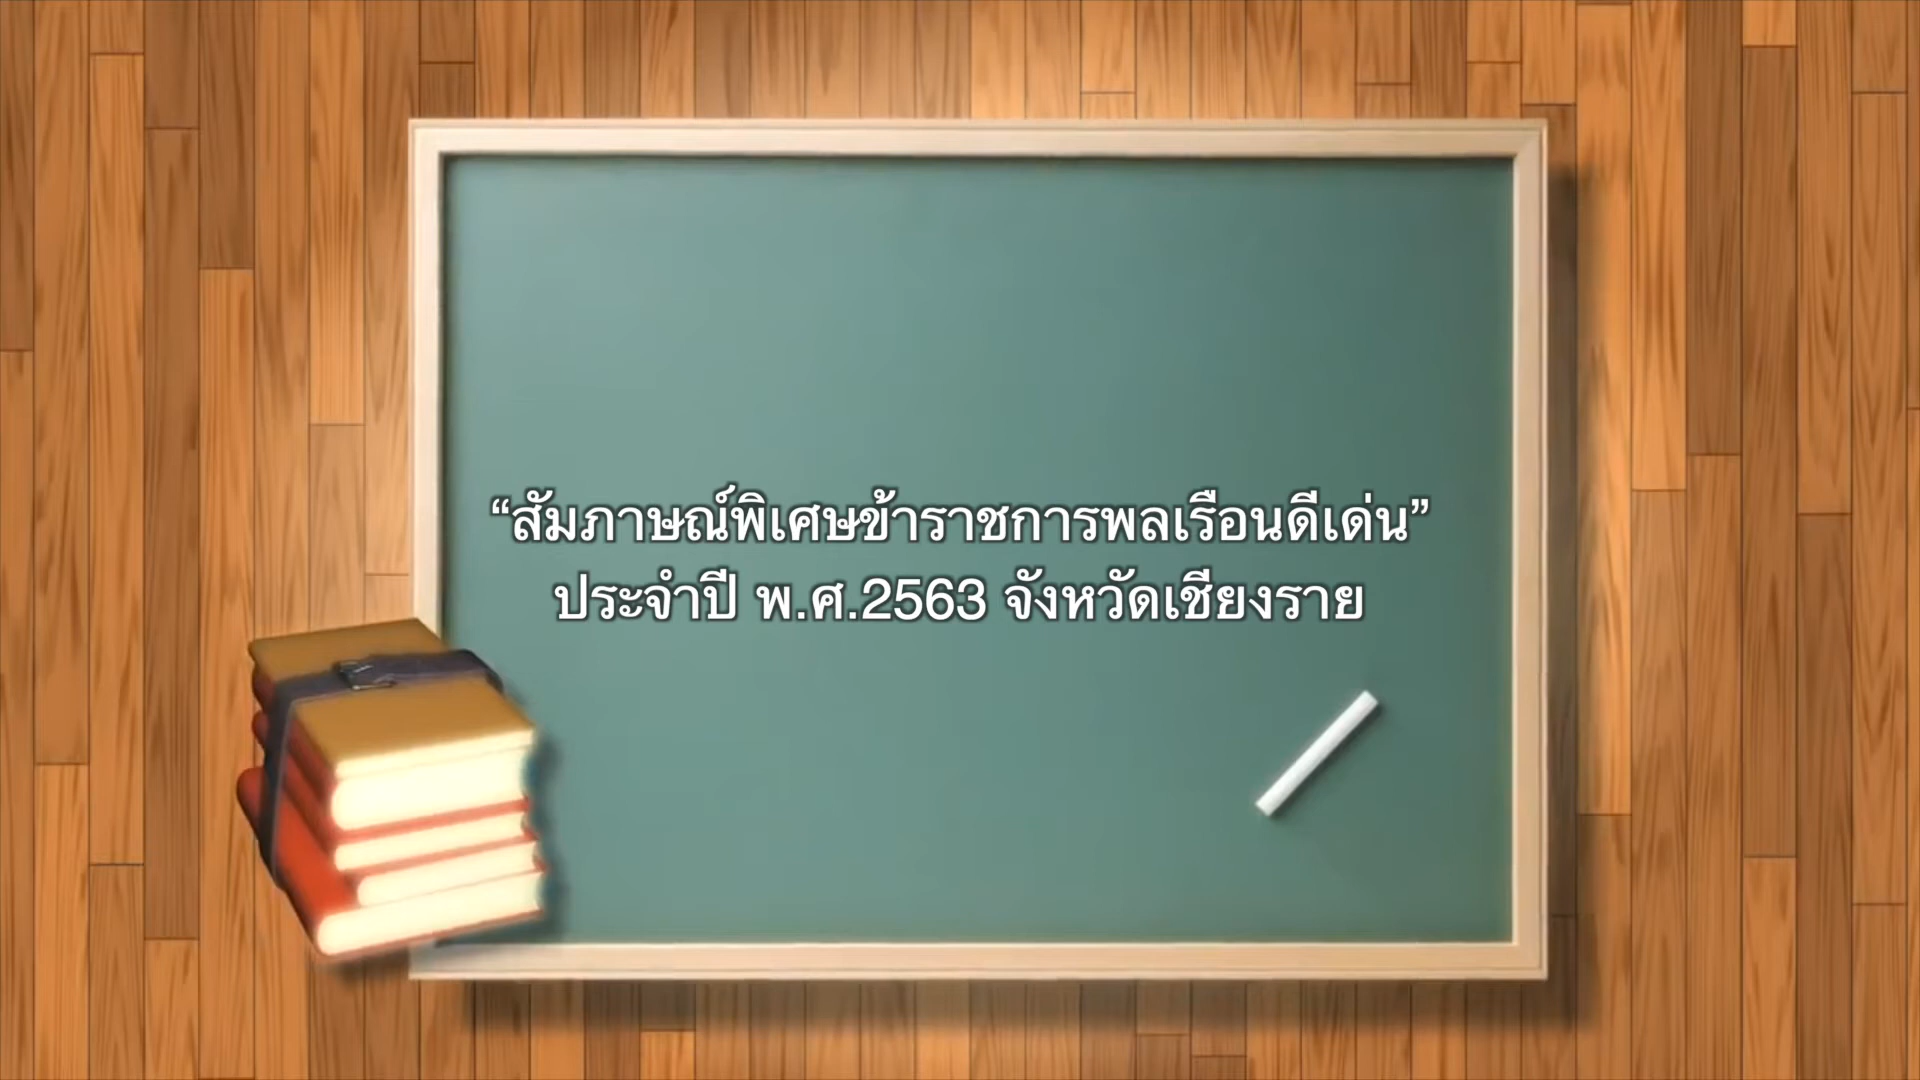 “สัมภาษณ์พิเศษข้าราชการพลเรือนดีเด่น”
ประจำปี พ.ศ.2563 จังหวัดเชียงราย